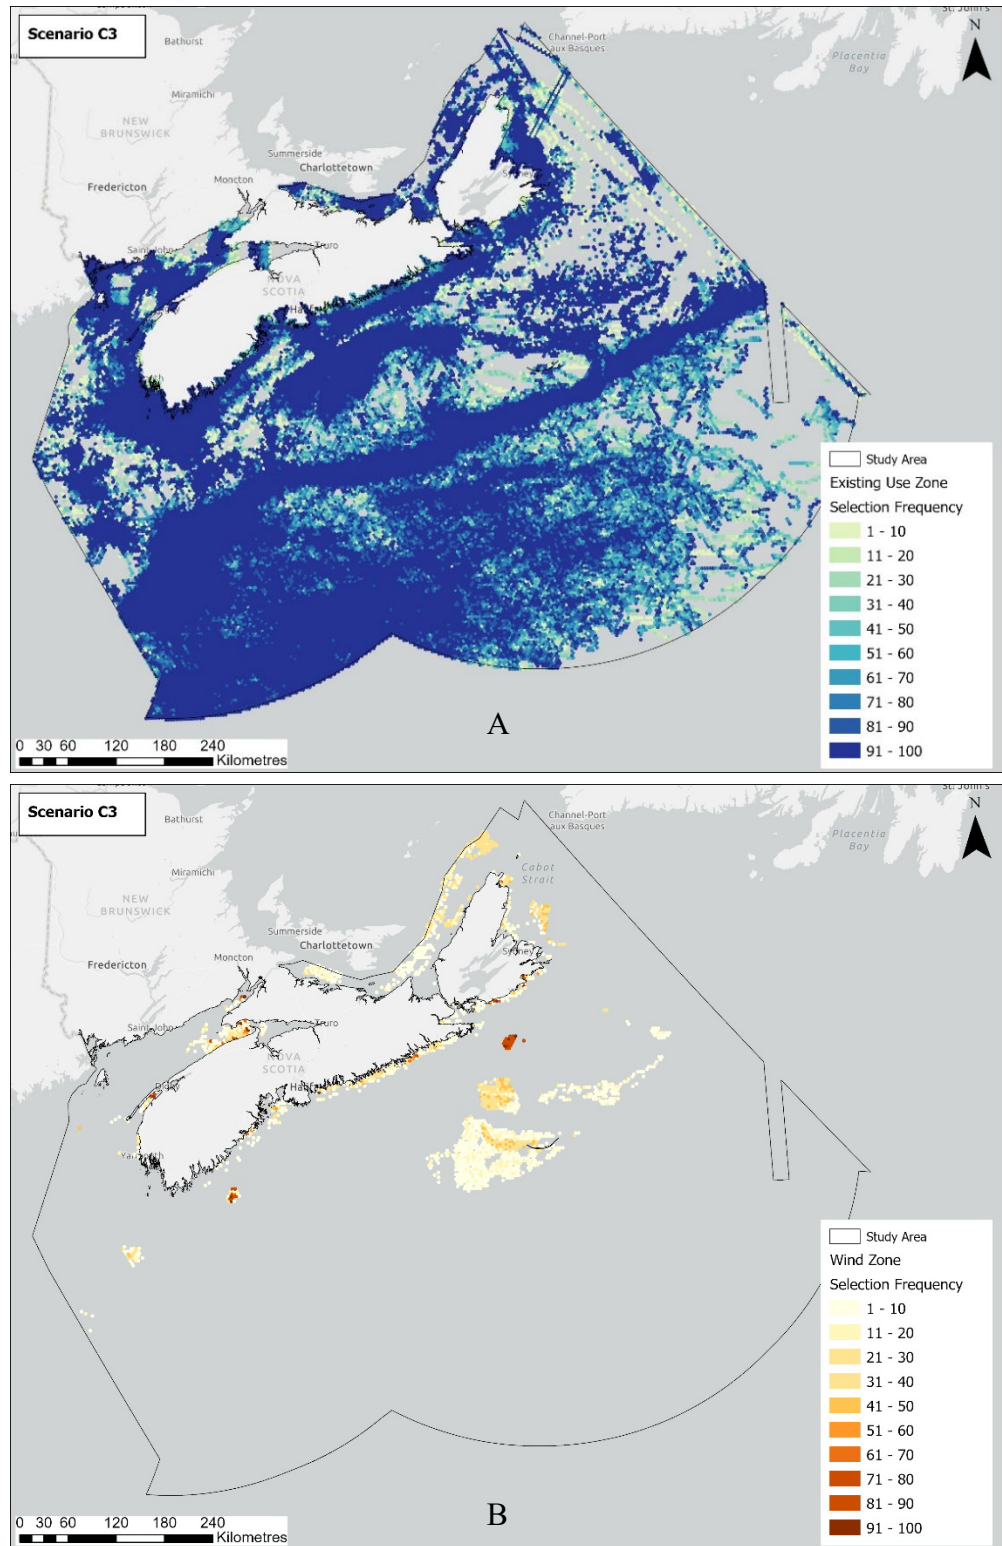 Scenario C3
Bathurst
Channel-Port
aux Basques
St. John's
N
Placentia
Bay
Miramichi
NEW
BRUNSWICK
Summerside
Charlottetown
Fredericton
Moncton
Sydney
Saint John
Truro
NOVA
SCOTIA
Study Area
Existing Use Zone
Selection Frequency
1 - 10
11 - 20
21 - 30
31 - 40
41 - 50
51 - 60
61 - 70
71 - 80
81 - 90
91 - 100
A
0 30 60 120 180 240
Kilometres
Scenario C3
Bathurst
Channel-Port
aux Basques
St. John's
N
Placentia
Bay
Cabot
Strait
Miramichi
NEW
BRUNSWICK
Summerside
Charlottetown
Fredericton
Moncton
Sydney
Saint John
Truro
NOVA
SCOTIA
Study Area
Wind Zone
Selection Frequency
1 - 10
11 - 20
21 - 30
31 - 40
41 - 50
51 - 60
61 - 70
71 - 80
81 - 90
91 - 100
B
0 30 60 120 180 240
Kilometres